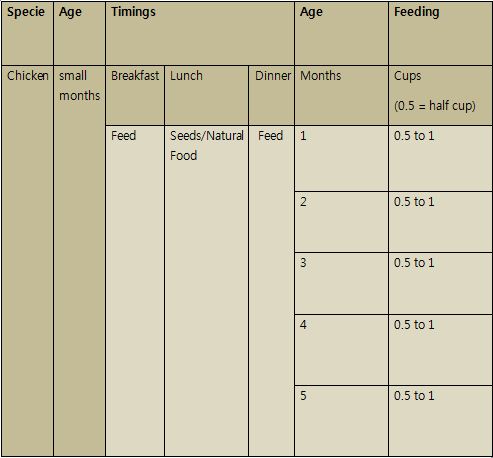 Specie Age Timings Age Feeding
Chicken small months Breakfast Lunch Dinner Months Cups
(0.5 = half cup)
Feed Seeds/Natural Food Feed 1 0.5 to 1
2 0.5 to 1
3 0.5 to 1
4 0.5 to 1
5 0.5 to 1